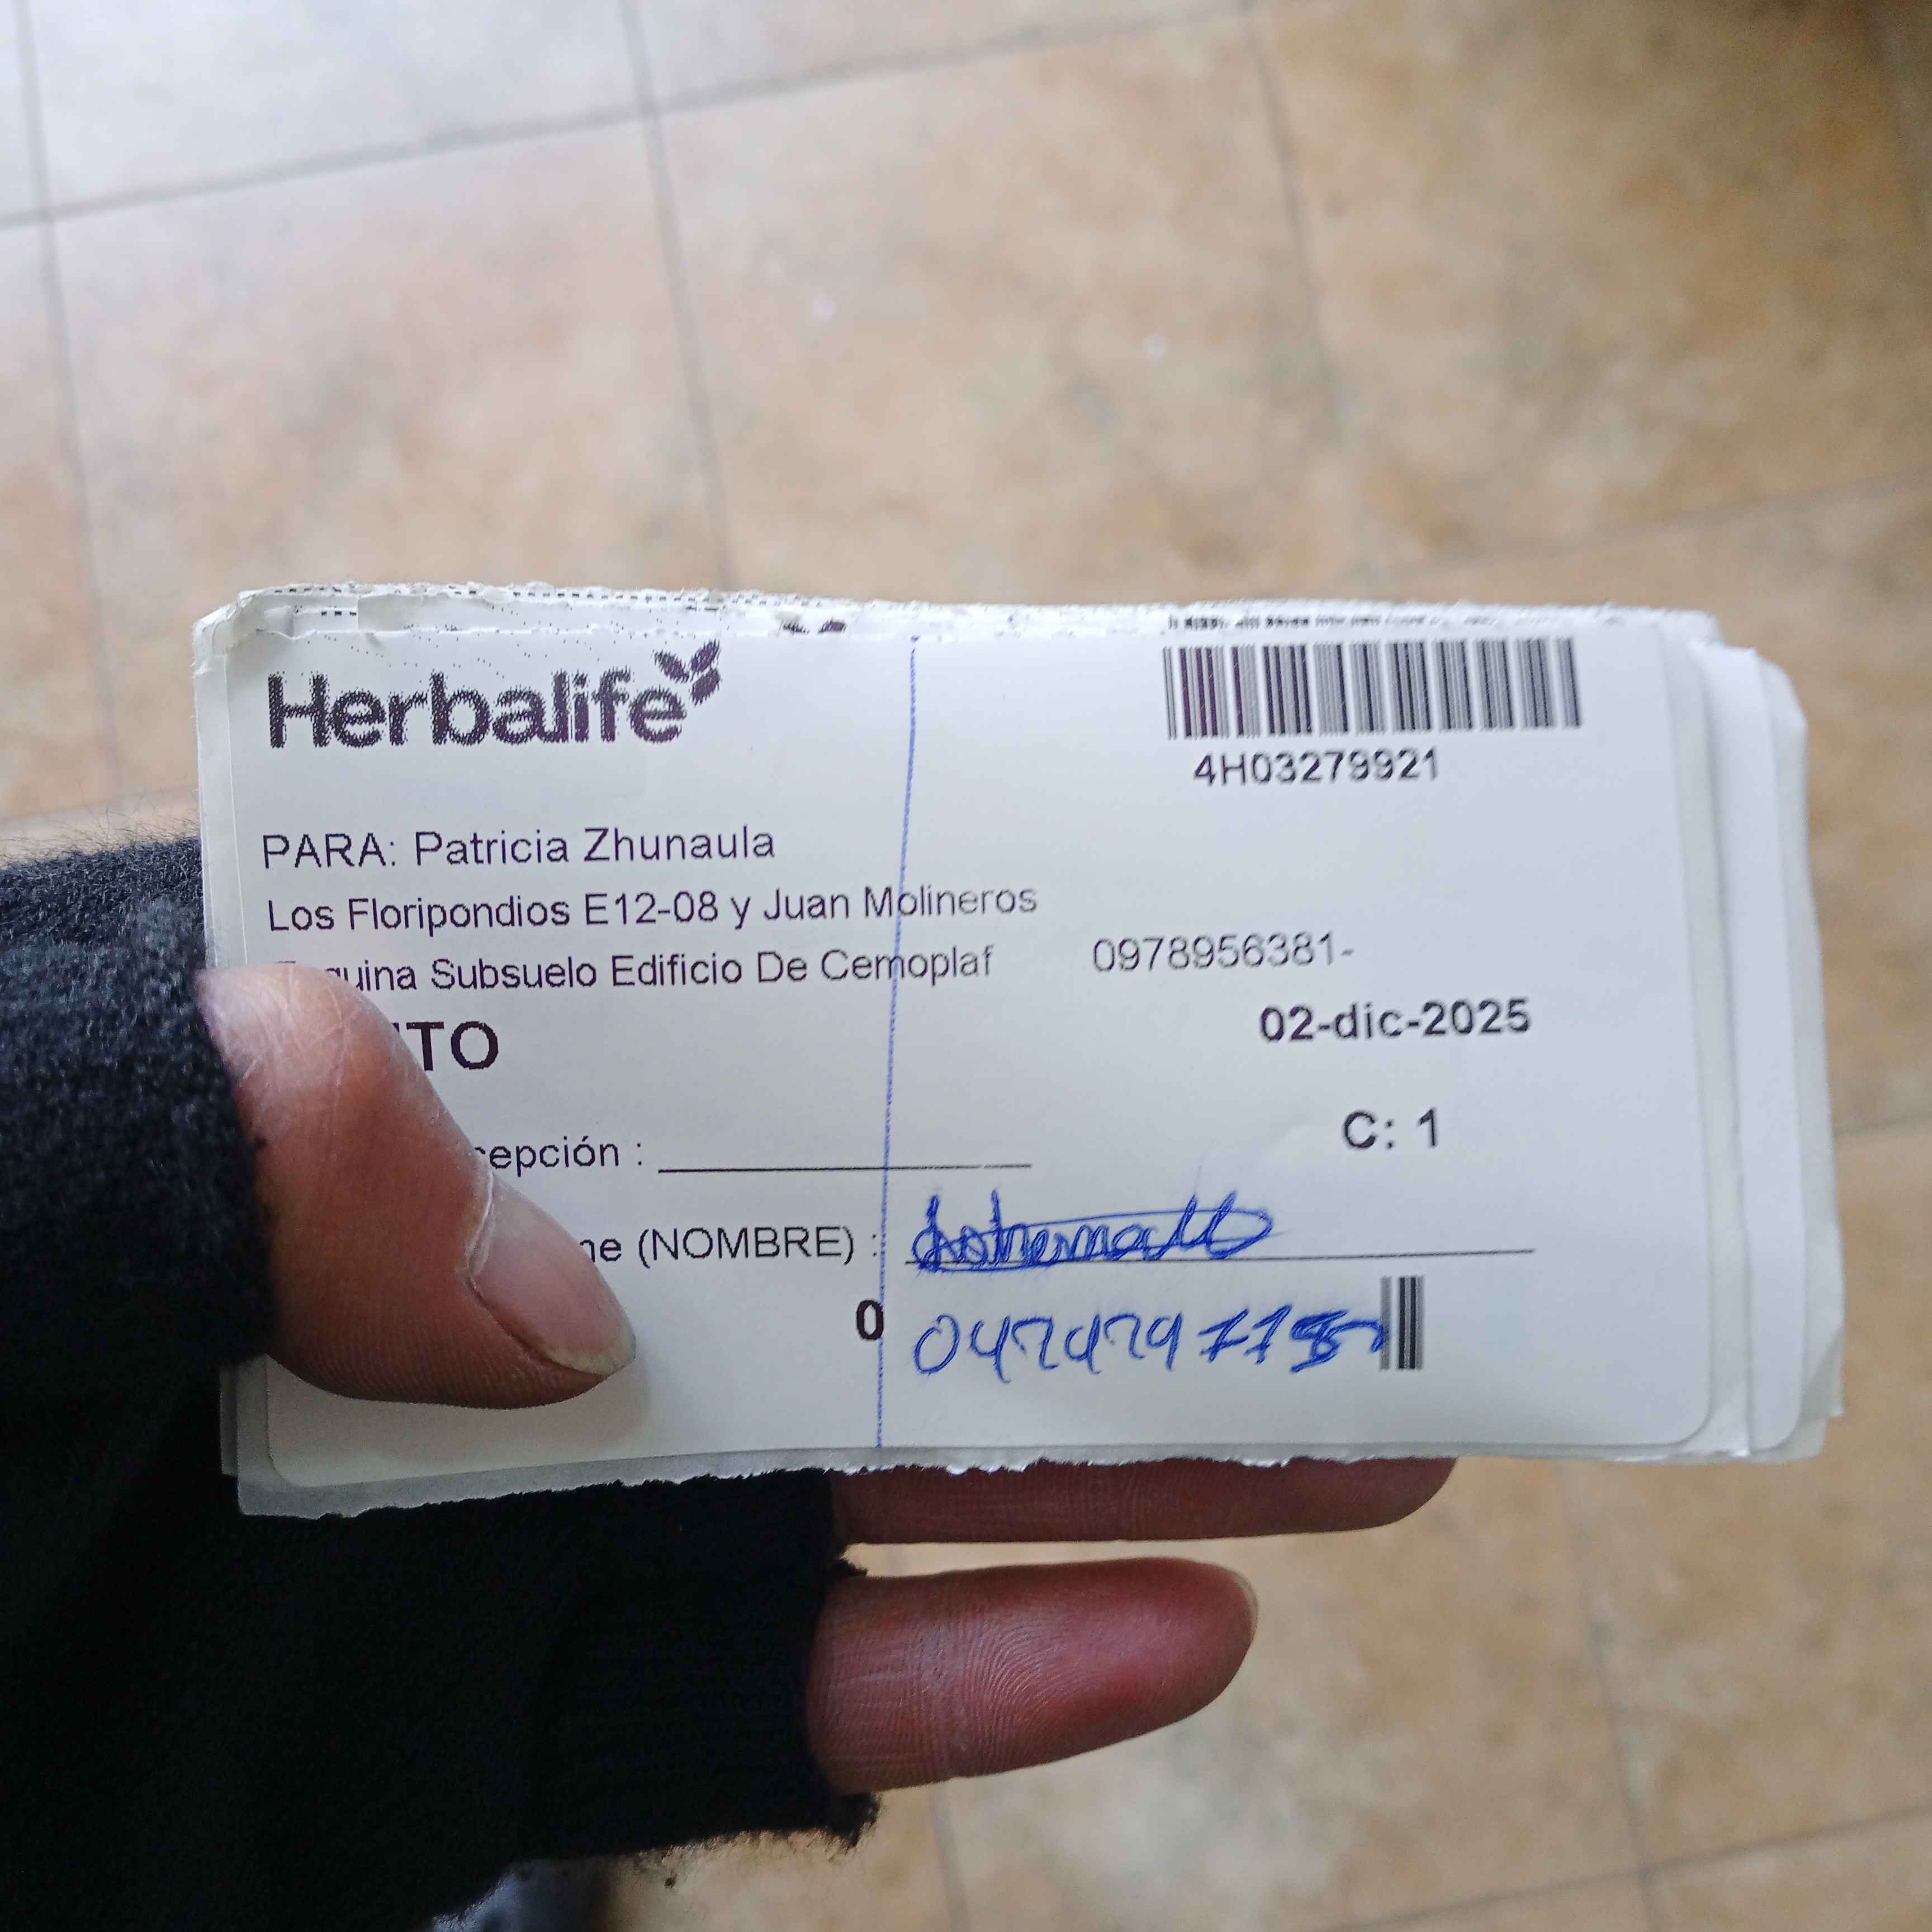 Herbalife
4H03279921
PARA: Patricia Zhunaula
Los Floripondios E12-08 y Juan Molineros
Subsuelo Edificio De Cemoplaf
0978956381-
02-dic-2025
C: 1
(NOMBRE) :
0